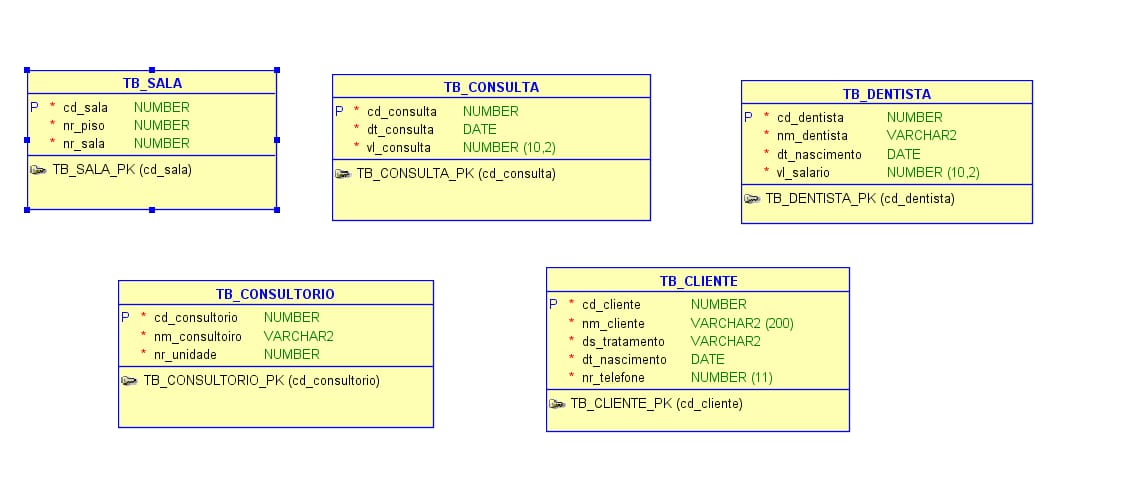 TB_SALA
P * cd_sala NUMBER
* nr_piso NUMBER
* nr_sala NUMBER
TB_SALA_PK (cd_sala)
TB_CONSULTA
P * cd_consulta NUMBER
* dt_consulta DATE
* vl_consulta NUMBER (10,2)
TB_CONSULTA_PK (cd_consulta)
TB_DENTISTA
P * cd_dentista NUMBER
* nm_dentista VARCHAR2
* dt_nascimento DATE
* vl_salario NUMBER (10,2)
TB_DENTISTA_PK (cd_dentista)
TB_CONSULTORIO
P * cd_consultorio NUMBER
* nm_consultoiro VARCHAR2
* nr_unidade NUMBER
TB_CONSULTORIO_PK (cd_consultorio)
TB_CLIENTE
P * cd_cliente NUMBER
* nm_cliente VARCHAR2 (200)
* ds_tratamento VARCHAR2
* dt_nascimento DATE
* nr_telefone NUMBER (11)
TB_CLIENTE_PK (cd_cliente)